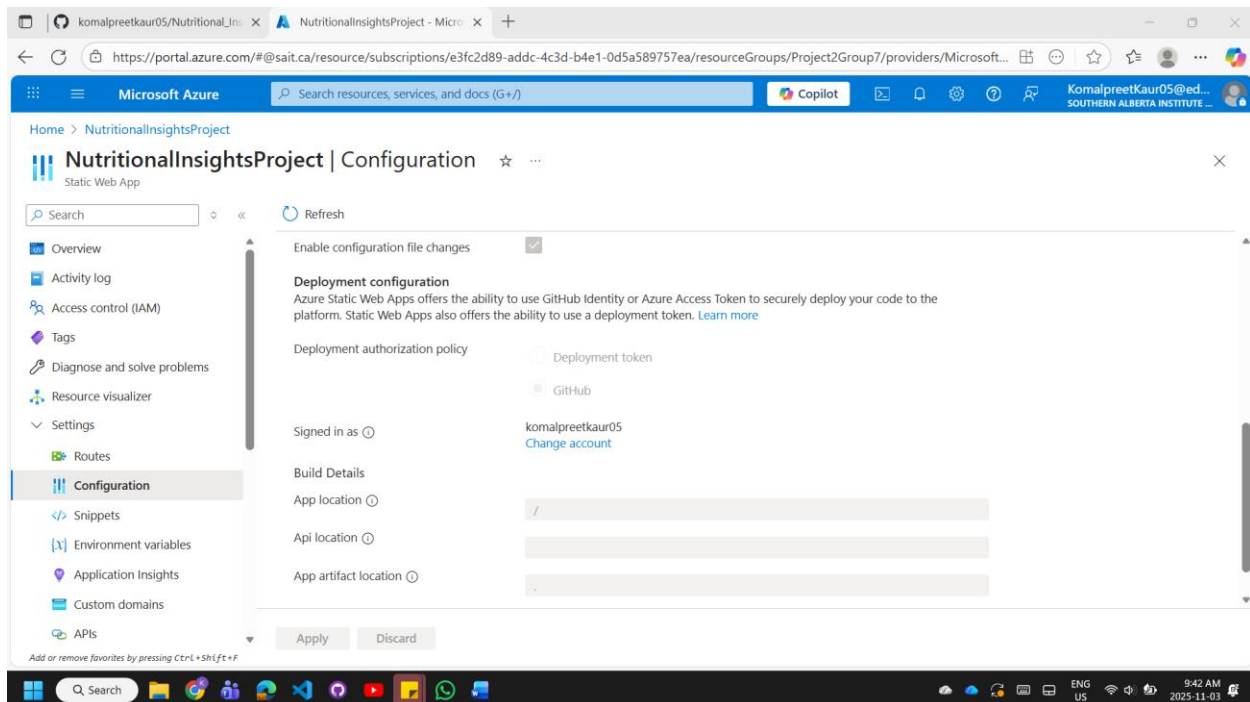 komalpreetkaur05/Nutritional_Ins
NutritionalInsightsProject - Micro
https://portal.azure.com/#@sait.ca/resource/subscriptions/e3fc2d89-addc-4c3d-b4e1-0d5a589757ea/resourceGroups/Project2Group7/providers/Microsoft...
Microsoft Azure
Search resources, services, and docs (G+/)
Copilot
KomalpreetKaur05@ed...
SOUTHERN ALBERTA INSTITUTE ...
Home > NutritionalInsightsProject
NutritionalInsightsProject | Configuration
Static Web App
Search
Refresh
Overview
Activity log
Access control (IAM)
Tags
Diagnose and solve problems
Resource visualizer
Settings
Routes
Configuration
Snippets
Environment variables
Application Insights
Custom domains
APIs
Add or remove favorites by pressing Ctrl+Shift+F
Enable configuration file changes
Deployment configuration
Azure Static Web Apps offers the ability to use GitHub Identity or Azure Access Token to securely deploy your code to the
platform. Static Web Apps also offers the ability to use a deployment token. Learn more
Deployment authorization policy
Deployment token
GitHub
Signed in as
komalpreetkaur05
Change account
Build Details
App location
/
Api location
App artifact location
.
Apply Discard
Search
ENG
US
9:42 AM
2025-11-03